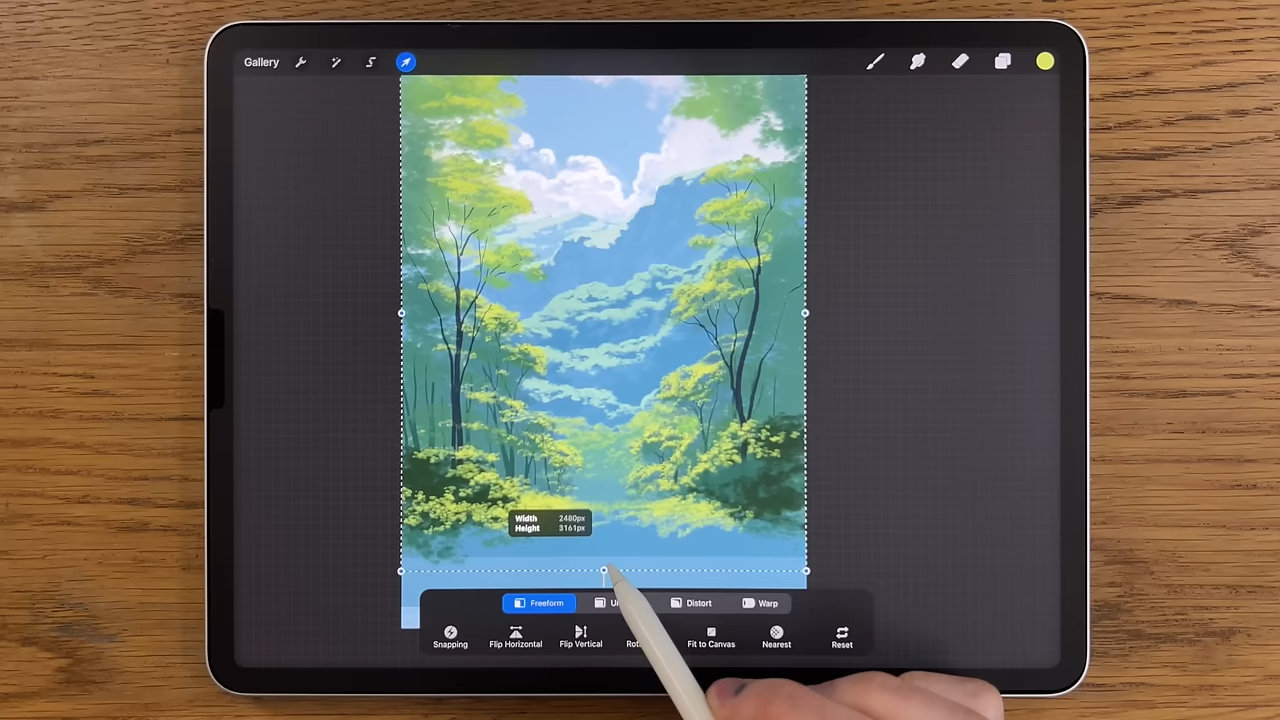 Gallery
Width 2480px
Height 3161px
Freeform
Distort
Warp
Snapping
Flip Horizontal
Flip Vertical
Fit to Canvas
Nearest
Reset